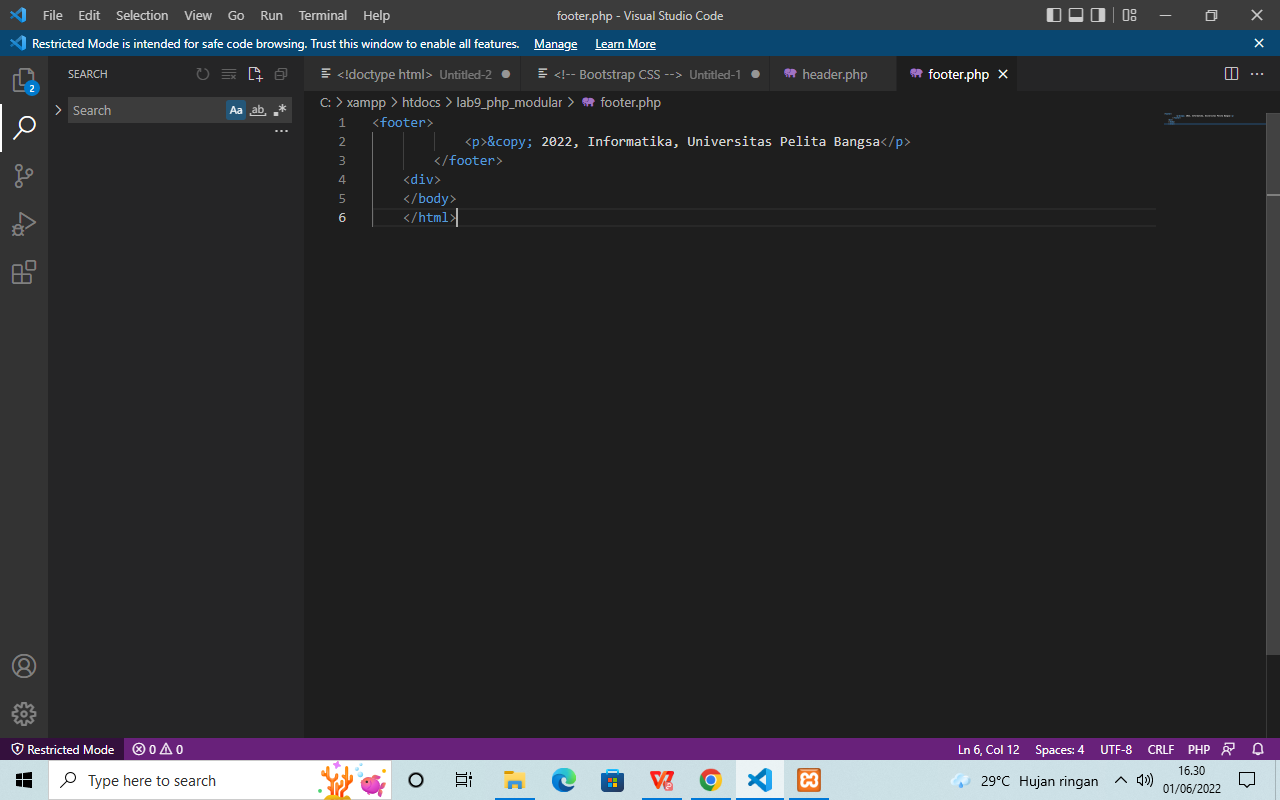 File Edit Selection View Go Run Terminal Help footer.php - Visual Studio Code
Restricted Mode is intended for safe code browsing. Trust this window to enable all features. Manage Learn More
SEARCH
<!doctype html> Untitled-2 <!-- Bootstrap CSS --> Untitled-1 header.php footer.php
Search Aa ab
C: > xampp > htdocs > lab9_php_modular > footer.php
1 <footer>
2 <p>&copy; 2022, Informatika, Universitas Pelita Bangsa</p>
3 </footer>
4 <div>
5 </body>
6 </html>
2
Restricted Mode 0 0 Ln 6, Col 12 Spaces: 4 UTF-8 CRLF PHP
Type here to search 29°C Hujan ringan 16.30
01/06/2022